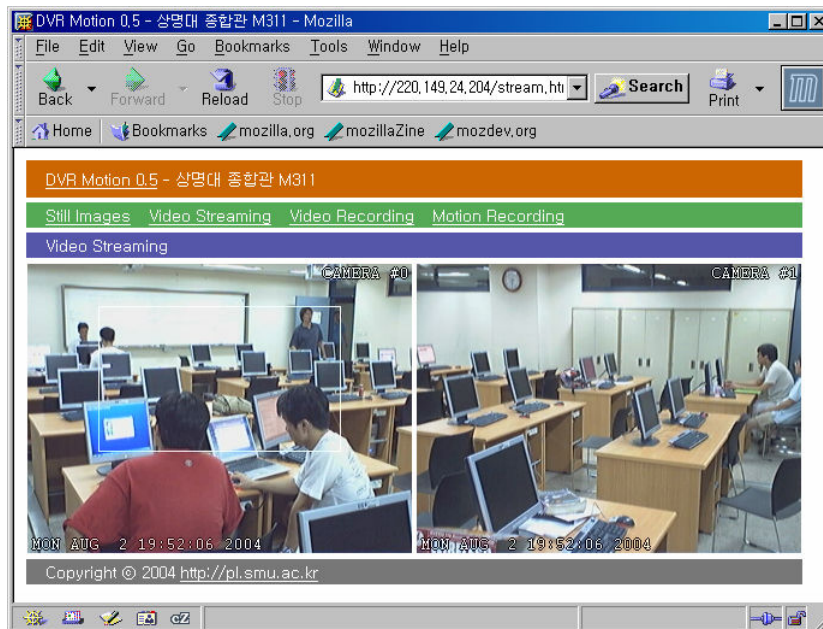 DVR Motion 0,5 - 상명대 종합관 M311 - Mozilla
File Edit View Go Bookmarks Tools Window Help
Back Forward Reload Stop http://220,149,24,204/stream,ht Search Print
Home Bookmarks mozilla,org mozillaZine mozdev,org
DVR Motion 0.5 - 상명대 종합관 M311
Still Images Video Streaming Video Recording Motion Recording
Video Streaming
CAMERA #0 CAMERA #1
MON AUG 2 19:52:06 2004 MON AUG 2 19:52:06 2004
Copyright © 2004 http://pl.smu.ac.kr